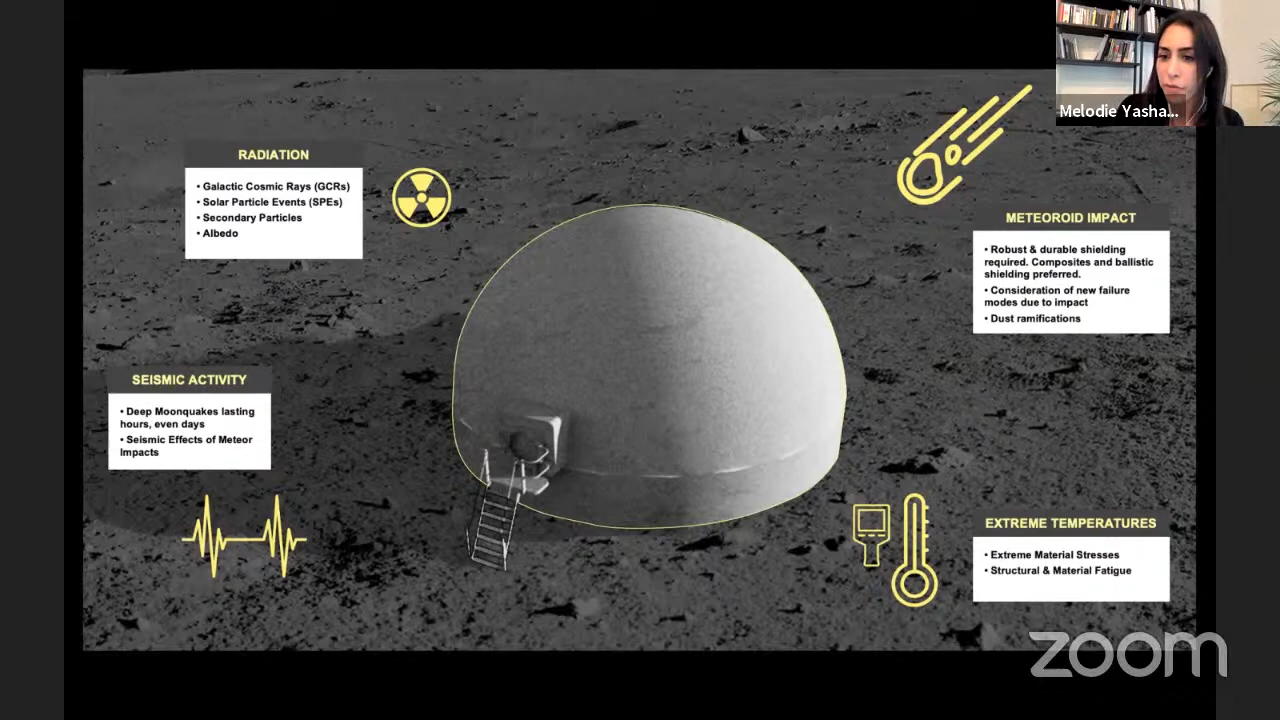 Melodie Yasha...
RADIATION
• Galactic Cosmic Rays (GCRs)
• Solar Particle Events (SPEs)
• Secondary Particles
• Albedo
METEOROID IMPACT
• Robust & durable shielding
required. Composites and ballistic
shielding preferred.
• Consideration of new failure
modes due to impact
• Dust ramifications
SEISMIC ACTIVITY
• Deep Moonquakes lasting
hours, even days
• Seismic Effects of Meteor
Impacts
EXTREME TEMPERATURES
• Extreme Material Stresses
• Structural & Material Fatigue
zoom